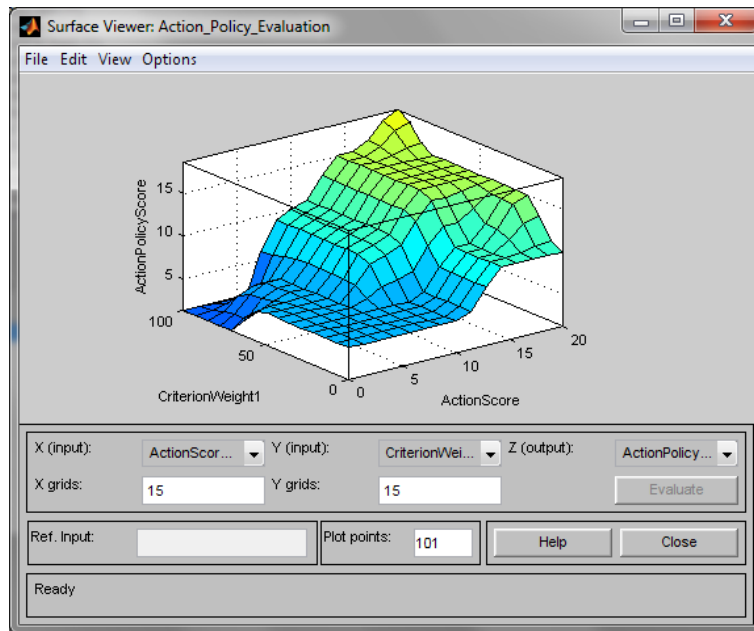 Surface Viewer: Action_Policy_Evaluation
File Edit View Options
ActionPolicyScore
15
10
5
100
50
0
CriterionWeight1
0
5
10
15
20
ActionScore
X (input): ActionScor... Y (input): CriterionWei... Z (output): ActionPolicy...
X grids: 15 Y grids: 15 Evaluate
Ref. Input: Plot points: 101 Help Close
Ready